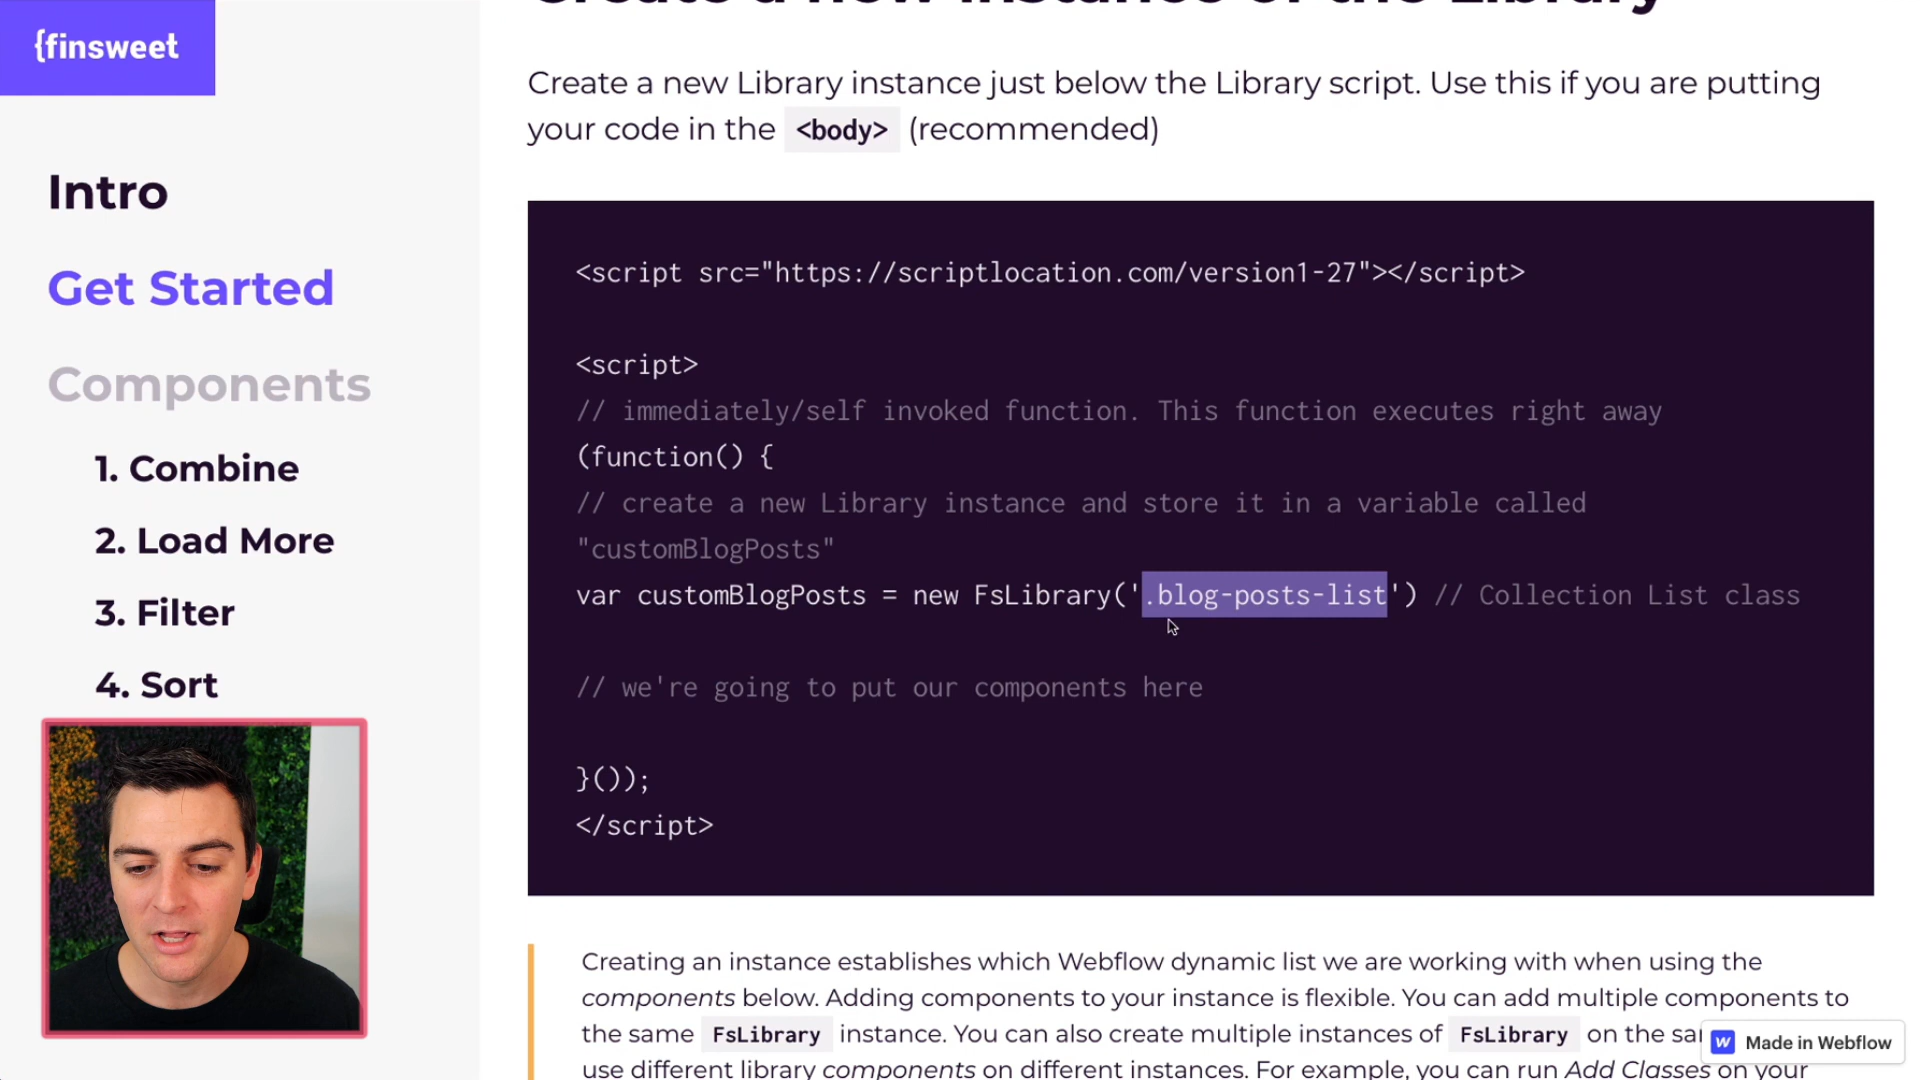 Create a new instance of the Library
{finsweet
Intro
Get Started
Components
1. Combine
2. Load More
3. Filter
4. Sort
Create a new Library instance just below the Library script. Use this if you are putting
your code in the <body> (recommended)
<script src="https://scriptlocation.com/version1-27"></script>
<script>
// immediately/self invoked function. This function executes right away
(function() {
// create a new Library instance and store it in a variable called
"customBlogPosts"
var customBlogPosts = new FsLibrary('.blog-posts-list') // Collection List class
// we're going to put our components here
}());
</script>
Creating an instance establishes which Webflow dynamic list we are working with when using the
components below. Adding components to your instance is flexible. You can add multiple components to
the same FsLibrary instance. You can also create multiple instances of FsLibrary on the
use different library components on different instances. For example, you can run Add Classes on your
Made in Webflow